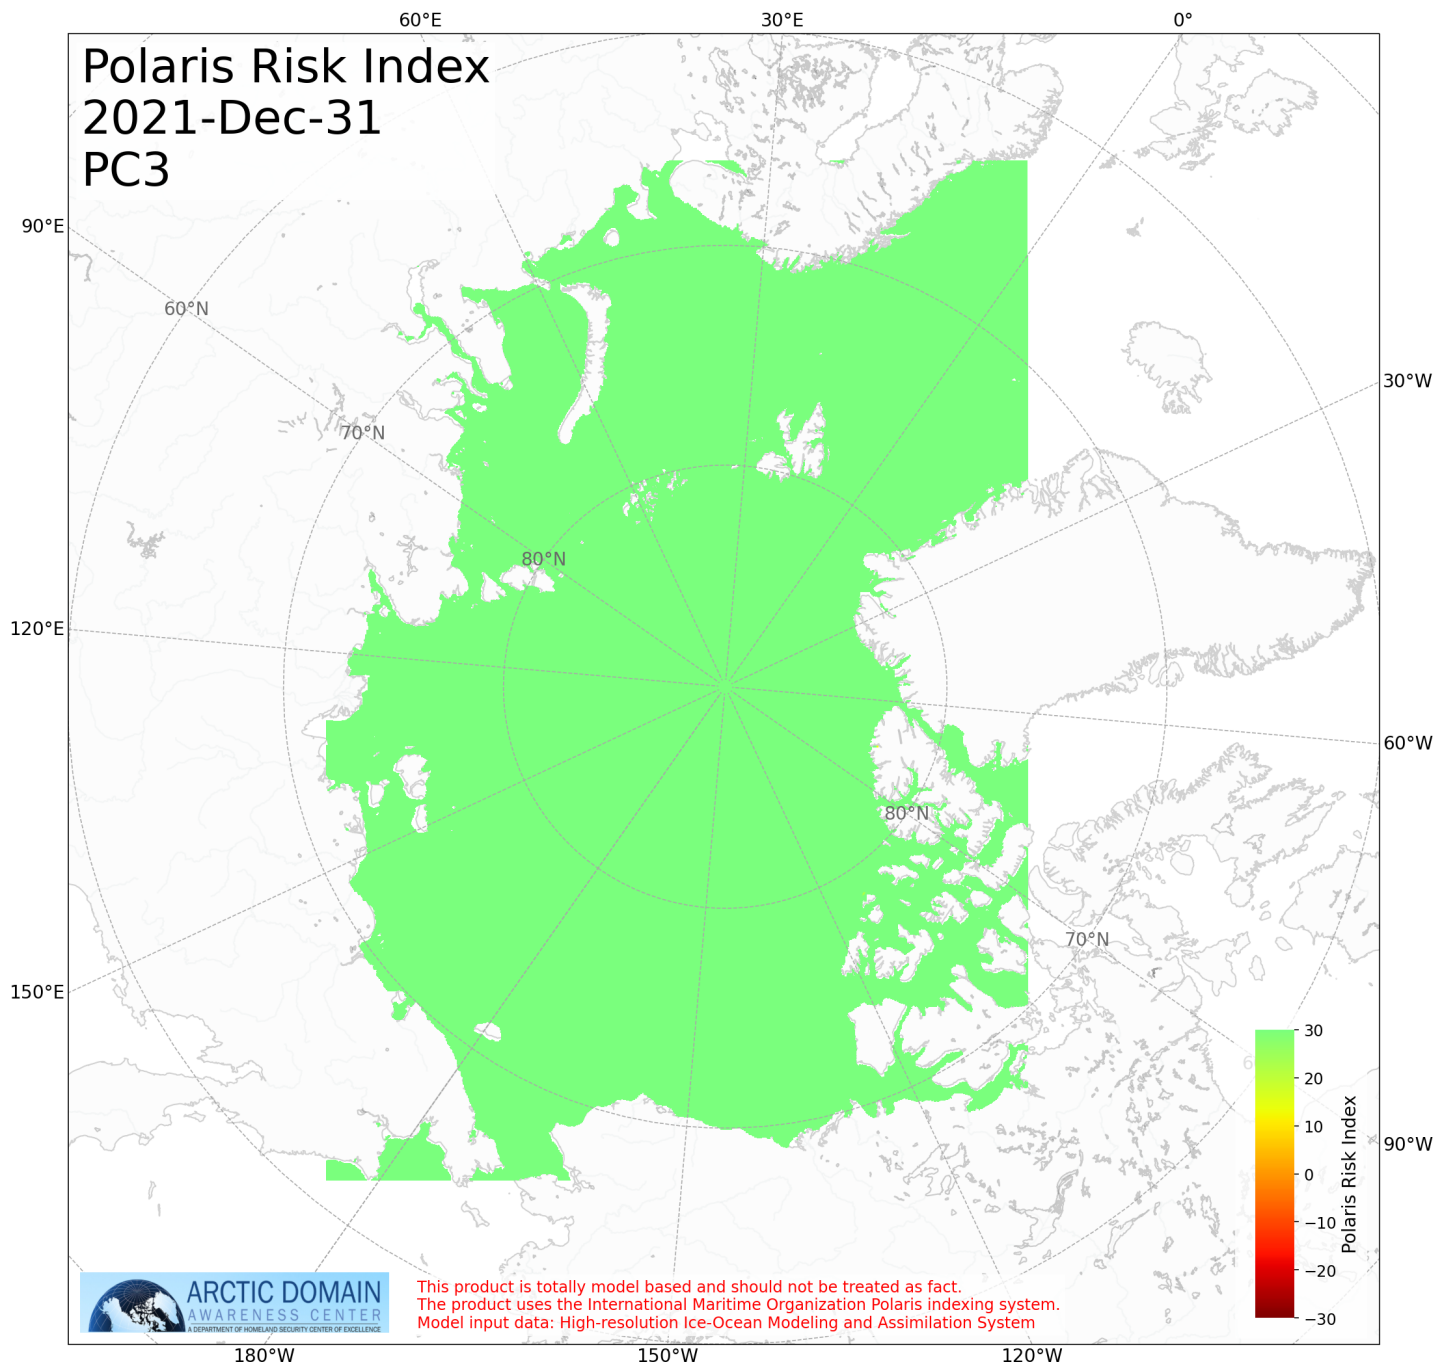 60°E 30°E 0°
Polaris Risk Index
2021-Dec-31
PC3
90°E
60°N
30°W
70°N
80°N
120°E
60°W
80°N
70°N
150°E
30
20
10
0
−10
−20
−30
Polaris Risk Index
90°W
ARCTIC DOMAIN
AWARENESS CENTER
A DEPARTMENT OF HOMELAND SECURITY CENTER OF EXCELLENCE
This product is totally model based and should not be treated as fact.
The product uses the International Maritime Organization Polaris indexing system.
Model input data: High-resolution Ice-Ocean Modeling and Assimilation System
180°W 150°W 120°W